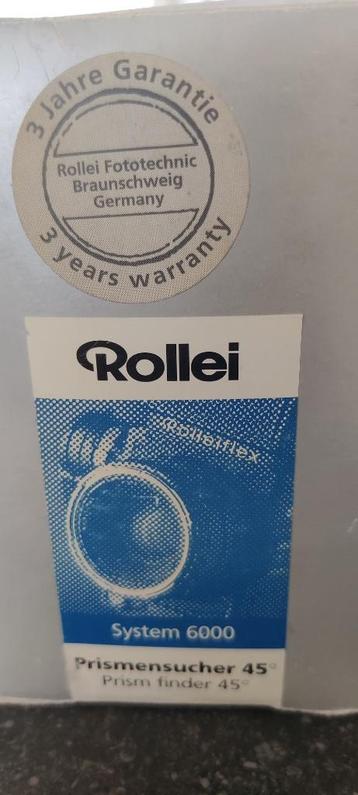 3 Jahre Garantie
Rollei Fototechnic
Braunschweig
Germany
3 years warranty
Rollei
Rolleiflex
System 6000
Prismensucher 45°
Prism finder 45°